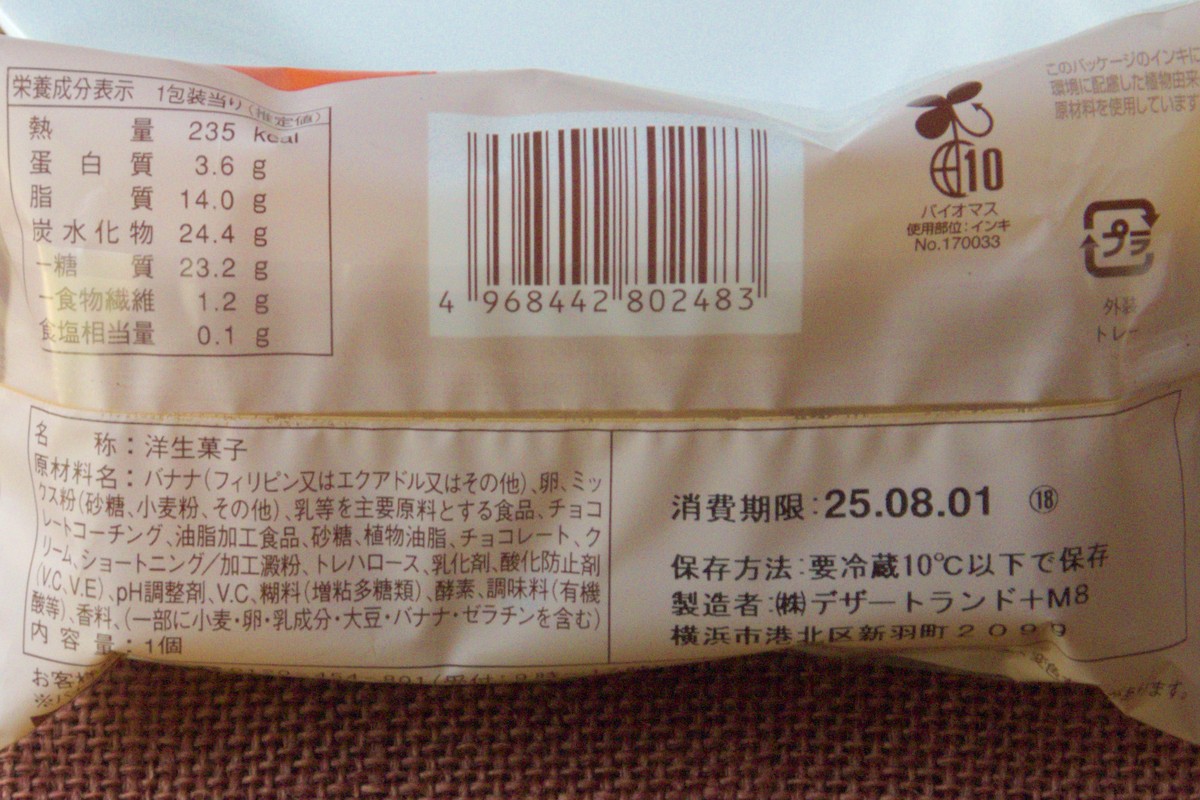 栄養成分表示 1包装当り(推定値)
熱量 235 kcal
蛋白質 3.6 g
脂質 14.0 g
炭水化物 24.4 g
ー糖質 23.2 g
ー食物繊維 1.2 g
食塩相当量 0.1 g
4 968442 802483
10
バイオマス
使用部位:インキ
No.170033
このパッケージのインキに
環境に配慮した植物由来
原材料を使用しています
プラ
外装
トレー
名称:洋生菓子
原材料名:バナナ(フィリピン又はエクアドル又はその他)、卵、ミッ
クス粉(砂糖、小麦粉、その他)、乳等を主要原料とする食品、チョコ
レートコーチング、油脂加工食品、砂糖、植物油脂、チョコレート、ク
リーム、ショートニング/加工澱粉、トレハロース、乳化剤、酸化防止剤
(V.C、V.E)、pH調整剤、V.C、糊料(増粘多糖類)、酵素、調味料(有機
酸等)、香料、(一部に小麦・卵・乳成分・大豆・バナナ・ゼラチンを含む)
内容量:1個
消費期限:25.08.01 ⑱
保存方法:要冷蔵10℃以下で保存
製造者:㈱デザートランド+M8
横浜市港北区新羽町2099
お客